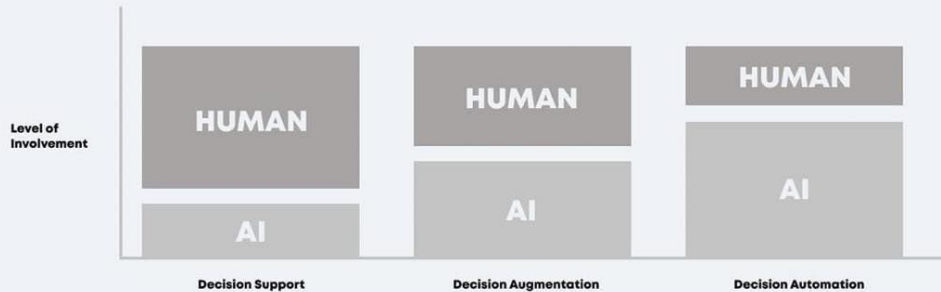 HUMAN
AI
HUMAN
AI
HUMAN
AI
Level of
Involvement
Decision Support
Decision Augmentation
Decision Automation